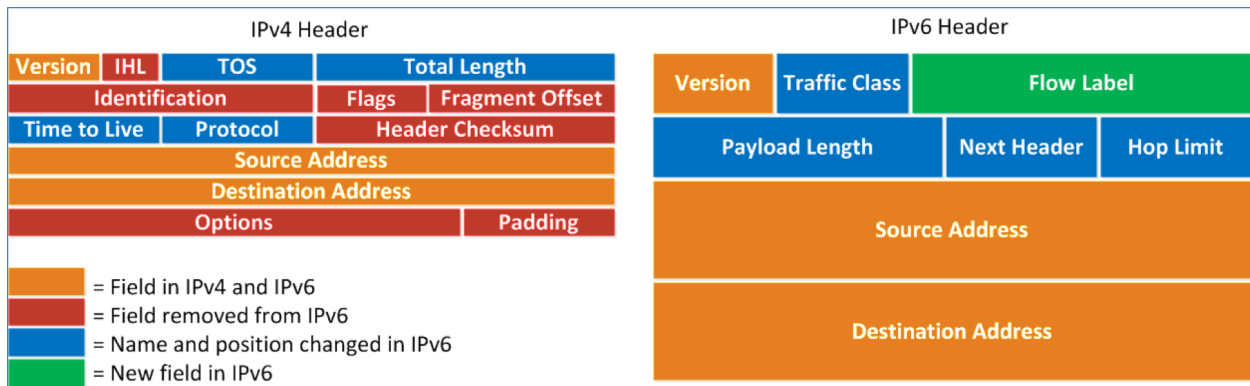 IPv4 Header
Version IHL TOS Total Length
Identification Flags Fragment Offset
Time to Live Protocol Header Checksum
Source Address
Destination Address
Options Padding
= Field in IPv4 and IPv6
= Field removed from IPv6
= Name and position changed in IPv6
= New field in IPv6
IPv6 Header
Version Traffic Class Flow Label
Payload Length Next Header Hop Limit
Source Address
Destination Address